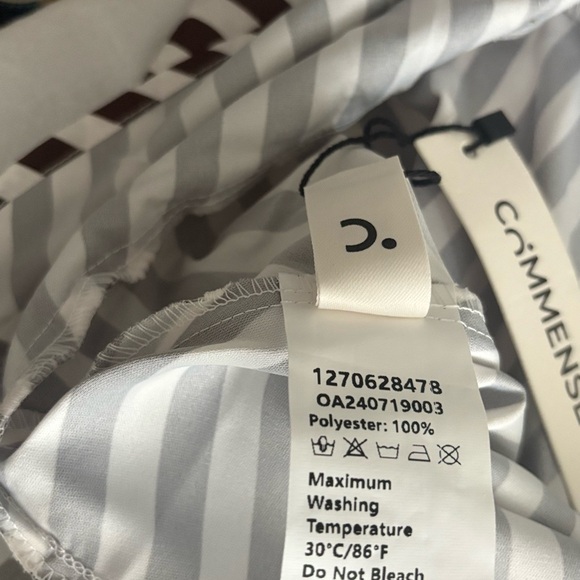 COMMENSE
1270628478
OA240719003
Polyester: 100%
Maximum
Washing
Temperature
30°C/86°F
Do Not Bleach